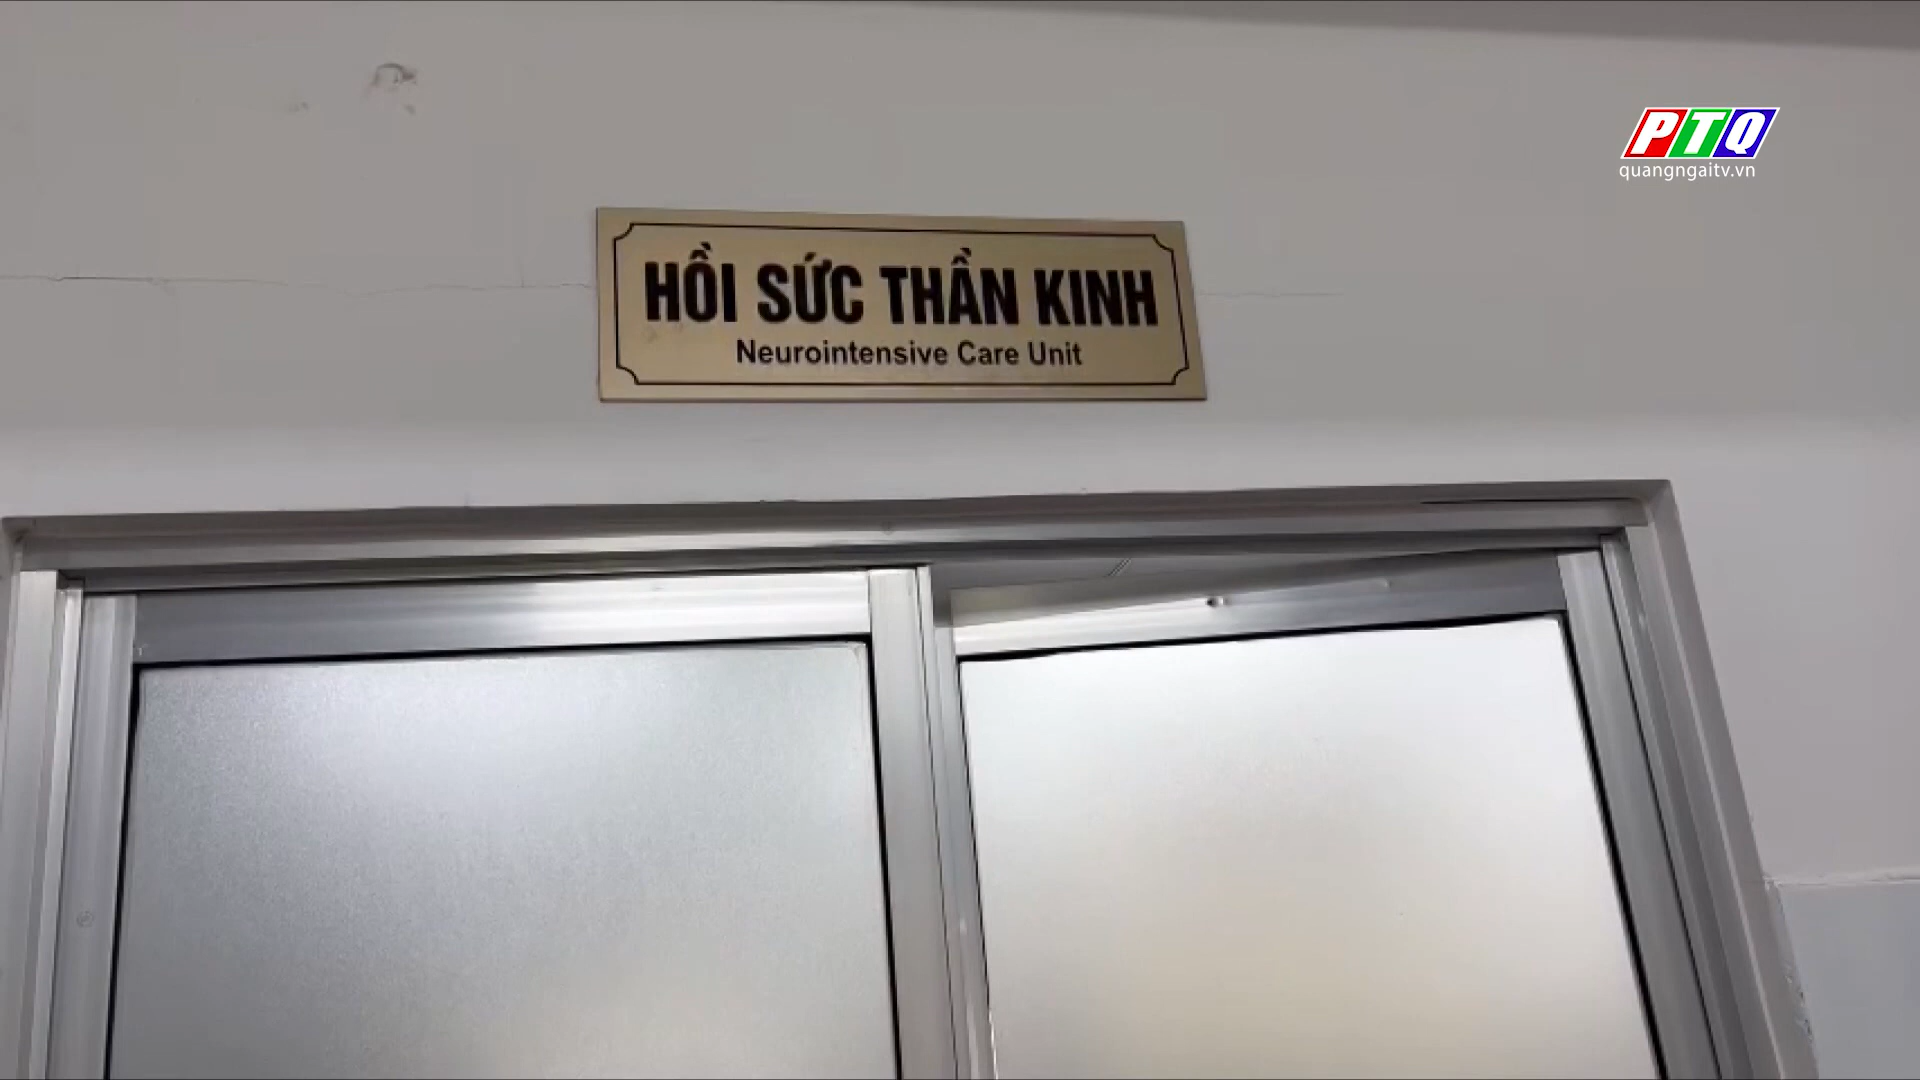 PTQ
quangngaitv.vn
HỒI SỨC THẦN KINH
Neurointensive Care Unit